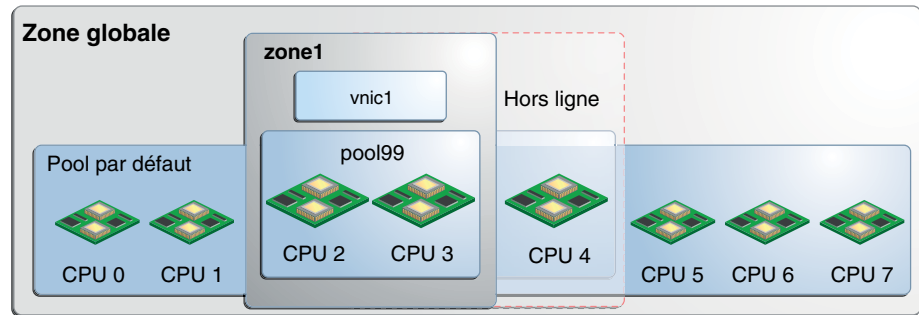 Zone globale
zone1
vnic1
Hors ligne
Pool par défaut
pool99
CPU 0 CPU 1 CPU 2 CPU 3 CPU 4 CPU 5 CPU 6 CPU 7